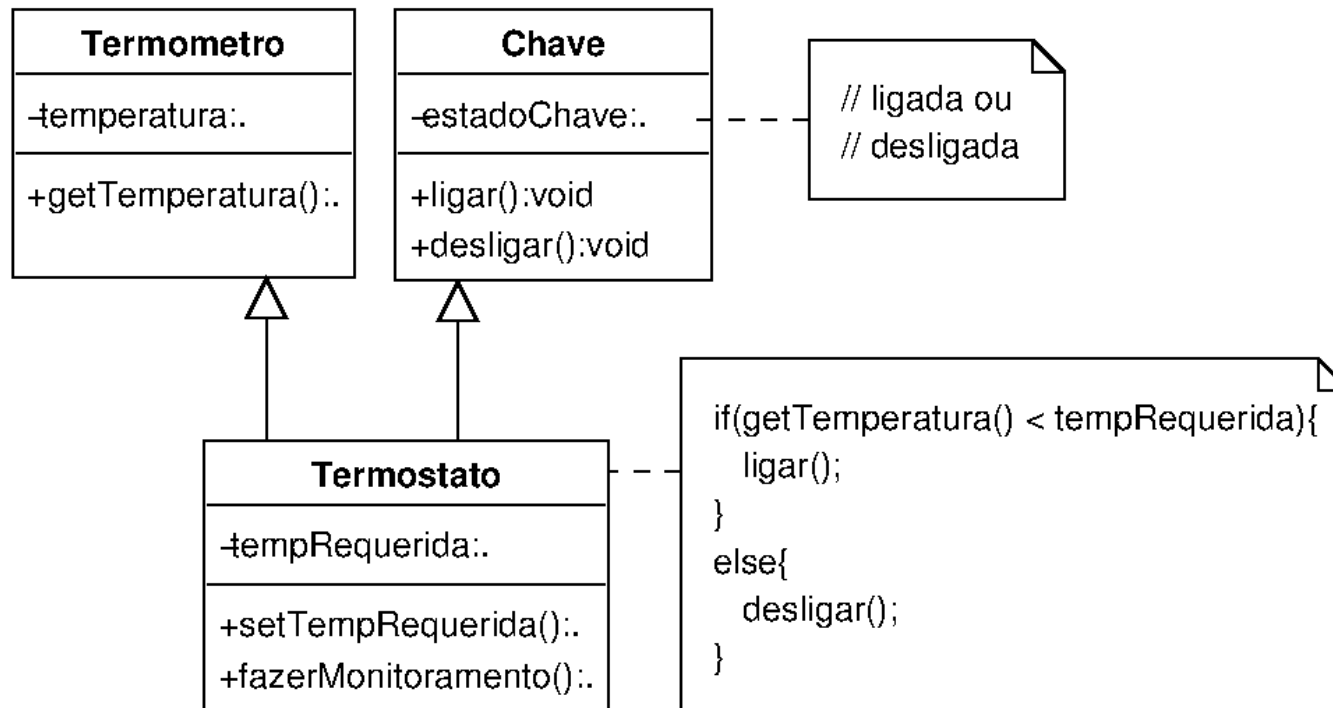 Termometro
-temperatura:.
+getTemperatura():.
Chave
-estadoChave:.
+ligar():void
+desligar():void
// ligada ou
// desligada
Termostato
-tempRequerida:.
+setTempRequerida():.
+fazerMonitoramento():.
if(getTemperatura() < tempRequerida){
ligar();
}
else{
desligar();
}